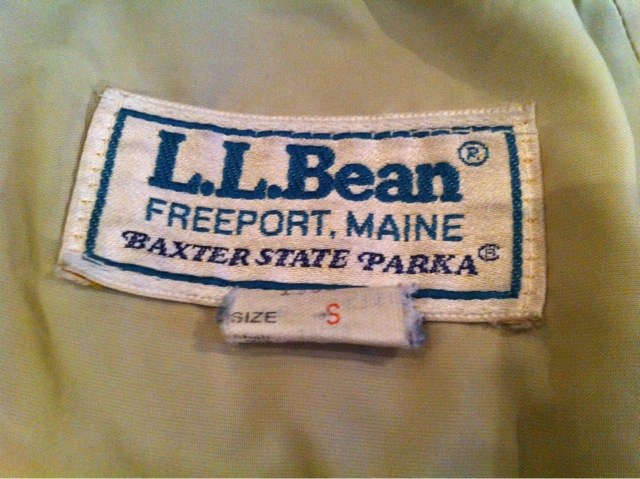 L.L.Bean®
FREEPORT, MAINE
BAXTER STATE PARKA®
SIZE S